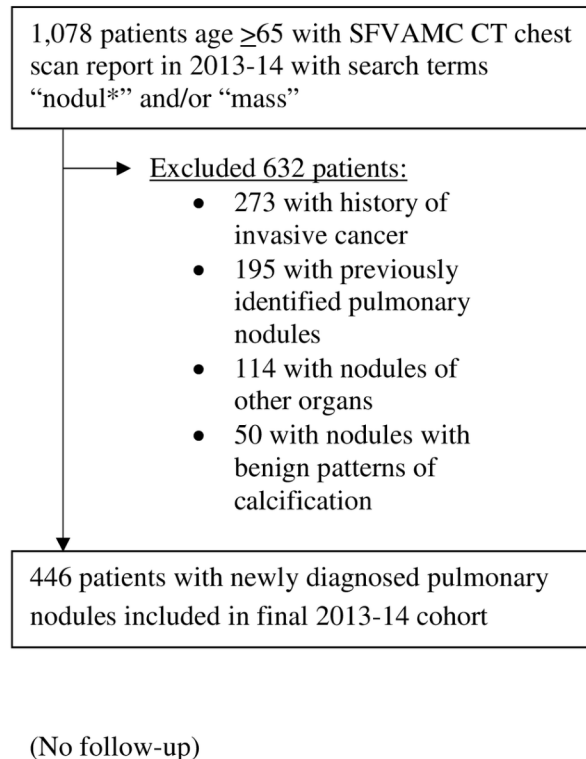 1,078 patients age ≥65 with SFVAMC CT chest
scan report in 2013-14 with search terms
“nodul*” and/or “mass”
Excluded 632 patients:
• 273 with history of
invasive cancer
• 195 with previously
identified pulmonary
nodules
• 114 with nodules of
other organs
• 50 with nodules with
benign patterns of
calcification
446 patients with newly diagnosed pulmonary
nodules included in final 2013-14 cohort
(No follow-up)